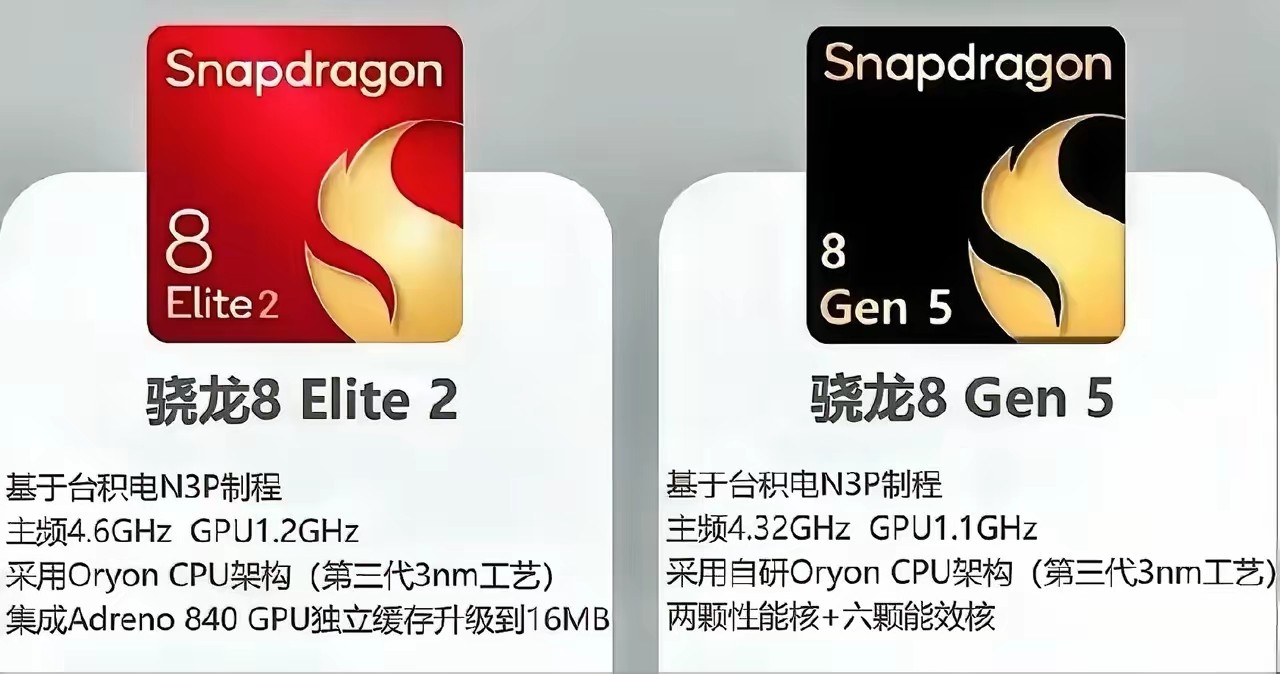 Snapdragon
8
Elite 2
骁龙8 Elite 2
基于台积电N3P制程
主频4.6GHz GPU1.2GHz
采用Oryon CPU架构（第三代3nm工艺）
集成Adreno 840 GPU独立缓存升级到16MB
Snapdragon
8
Gen 5
骁龙8 Gen 5
基于台积电N3P制程
主频4.32GHz GPU1.1GHz
采用自研Oryon CPU架构（第三代3nm工艺）
两颗性能核+六颗能效核